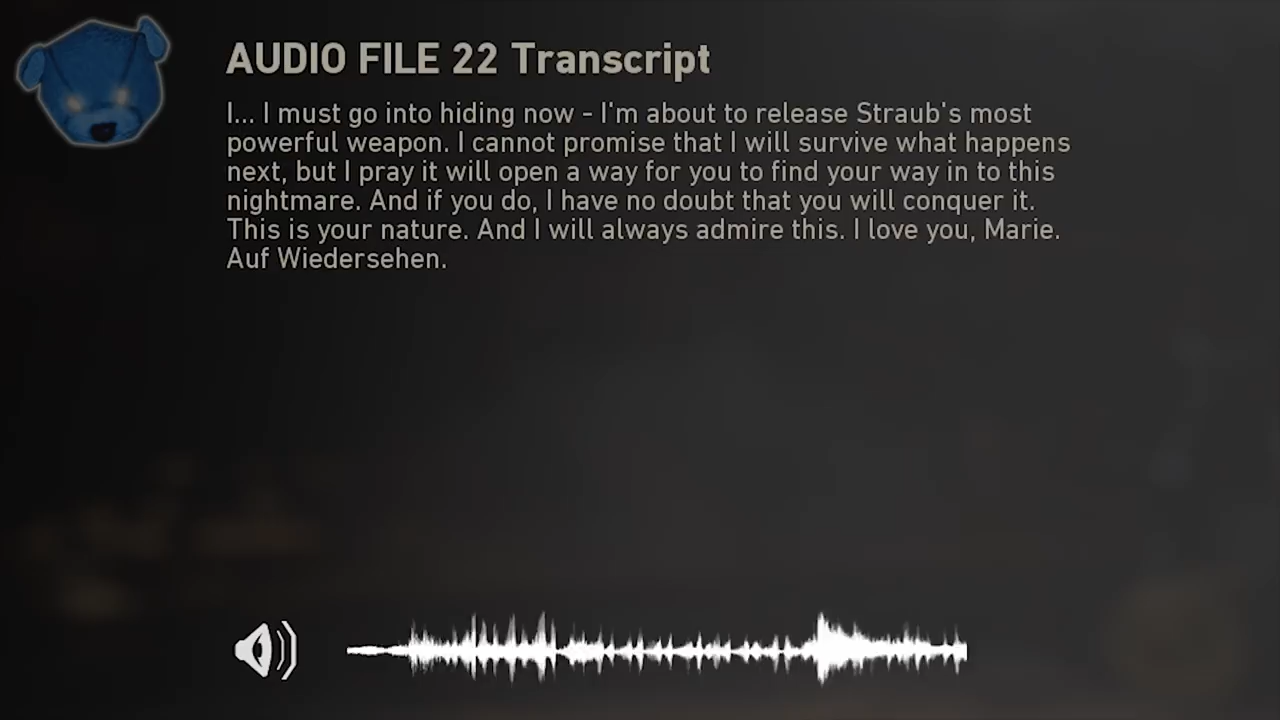 AUDIO FILE 22 Transcript
I... I must go into hiding now - I'm about to release Straub's most
powerful weapon. I cannot promise that I will survive what happens
next, but I pray it will open a way for you to find your way in to this
nightmare. And if you do, I have no doubt that you will conquer it.
This is your nature. And I will always admire this. I love you, Marie.
Auf Wiedersehen.